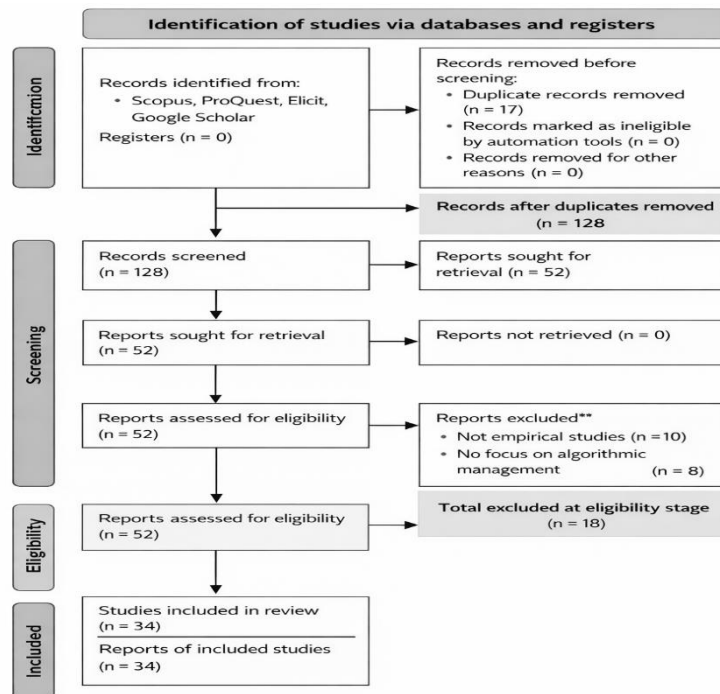 Identification of studies via databases and registers
Identifcmion
Records identified from:
• Scopus, ProQuest, Elicit,
Google Scholar
Registers (n = 0)
Records removed before
screening:
• Duplicate records removed
(n = 17)
• Records marked as ineligible
by automation tools (n = 0)
• Records removed for other
reasons (n = 0)
Records after duplicates removed
(n = 128
Screening
Records screened
(n = 128)
Reports sought for
retrieval (n = 52)
Reports sought for retrieval
(n = 52)
Reports not retrieved (n = 0)
Reports assessed for eligibility
(n = 52)
Reports excluded**
• Not empirical studies (n =10)
• No focus on algorithmic
management (n = 8)
Eligibility
Reports assessed for eligibility
(n = 52)
Total excluded at eligibility stage
(n = 18)
Included
Studies included in review
(n = 34)
Reports of included studies
(n = 34)